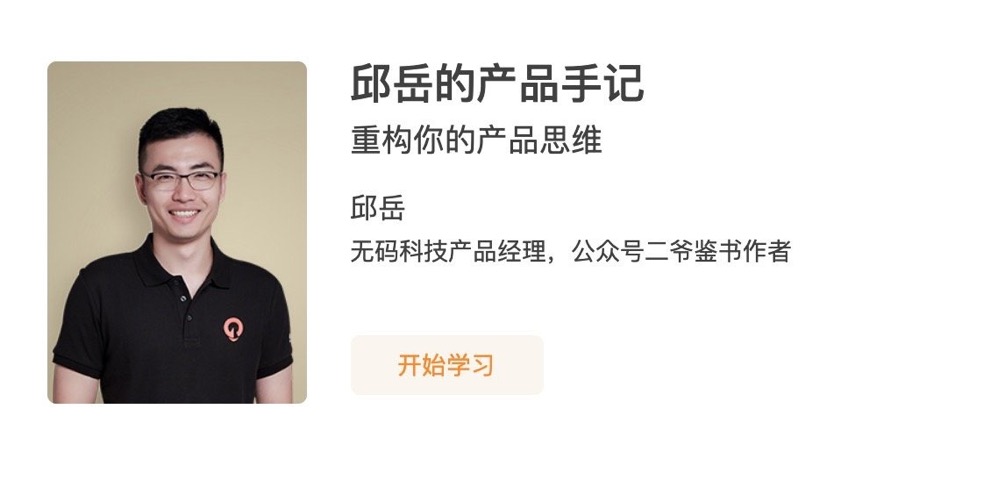 邱岳的产品手记
重构你的产品思维
邱岳
无码科技产品经理，公众号二爷鉴书作者
开始学习